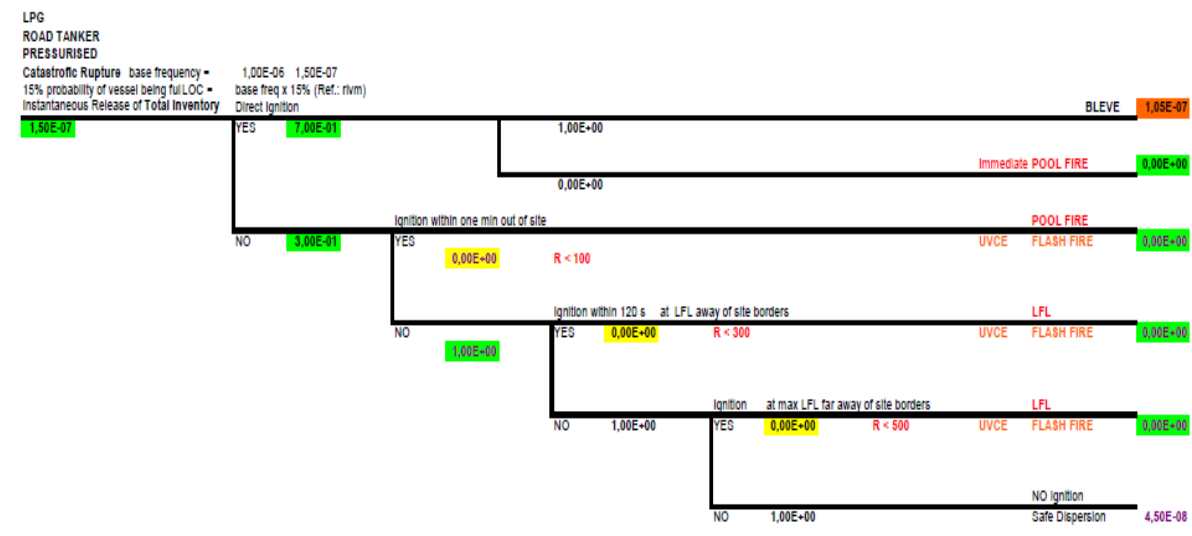 LPG
ROAD TANKER
PRESSURISED
Catastrofic Rupture base frequency = 1,00E-06 1,50E-07
15% probability of vessel being ful LOC = base freq x 15% (Ref.: rivm)
Instantaneous Release of Total Inventory Direct Ignition BLEVE 1,05E-07
1,50E-07 YES 7,00E-01 1,00E+00
Immediate POOL FIRE 0,00E+00
0,00E+00
Ignition within one min out of site POOL FIRE
NO 3,00E-01 YES UVCE FLASH FIRE 0,00E+00
0,00E+00 R < 100
Ignition within 120 s at LFL away of site borders LFL
NO YES 0,00E+00 R < 300 UVCE FLASH FIRE 0,00E+00
1,00E+00
Ignition at max LFL far away of site borders LFL
NO 1,00E+00 YES 0,00E+00 R < 500 UVCE FLASH FIRE 0,00E+00
NO Ignition
NO 1,00E+00 Safe Dispersion 4,50E-08